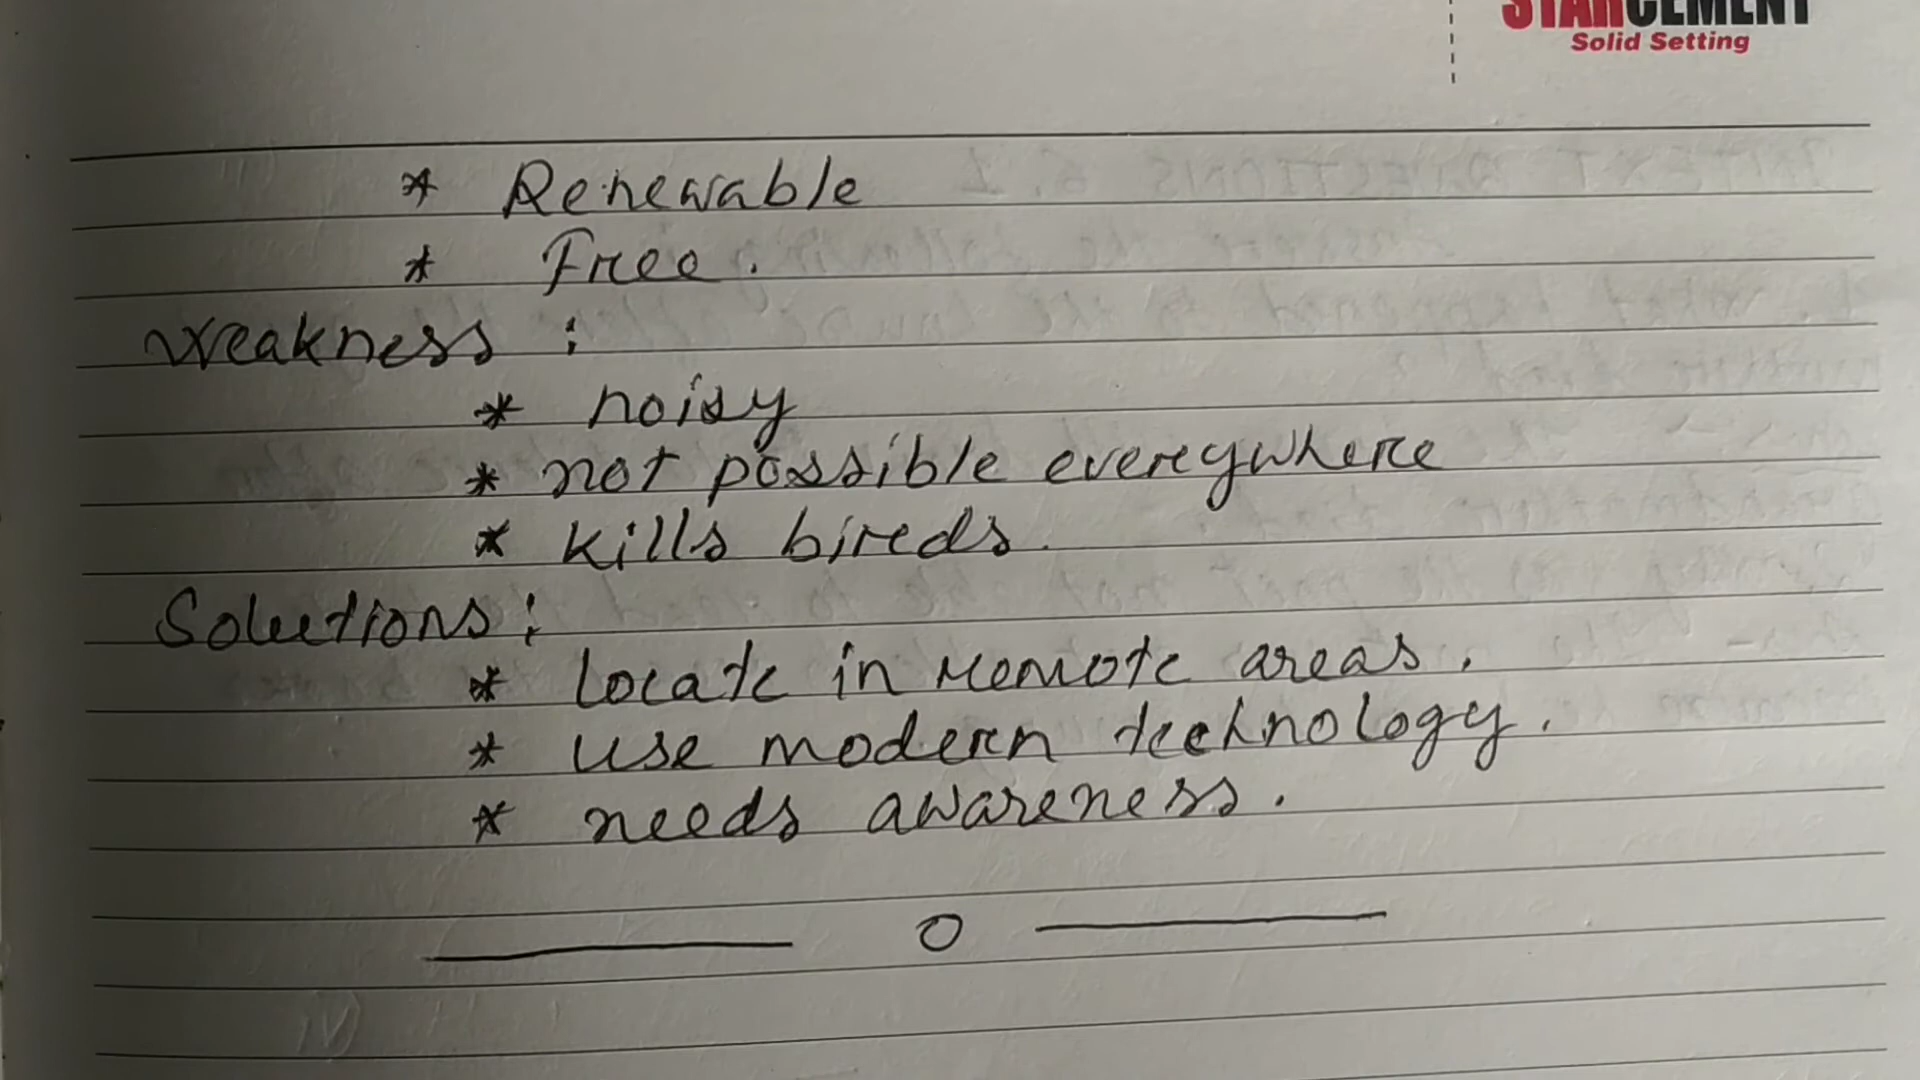 STARCEMENT
Solid Setting
* Renewable
* Free.
Weakness :
* noisy
* not possible everywhere
* kills birds.
Solutions :
* Locate in remote areas.
* use modern technology.
* needs awareness.
O